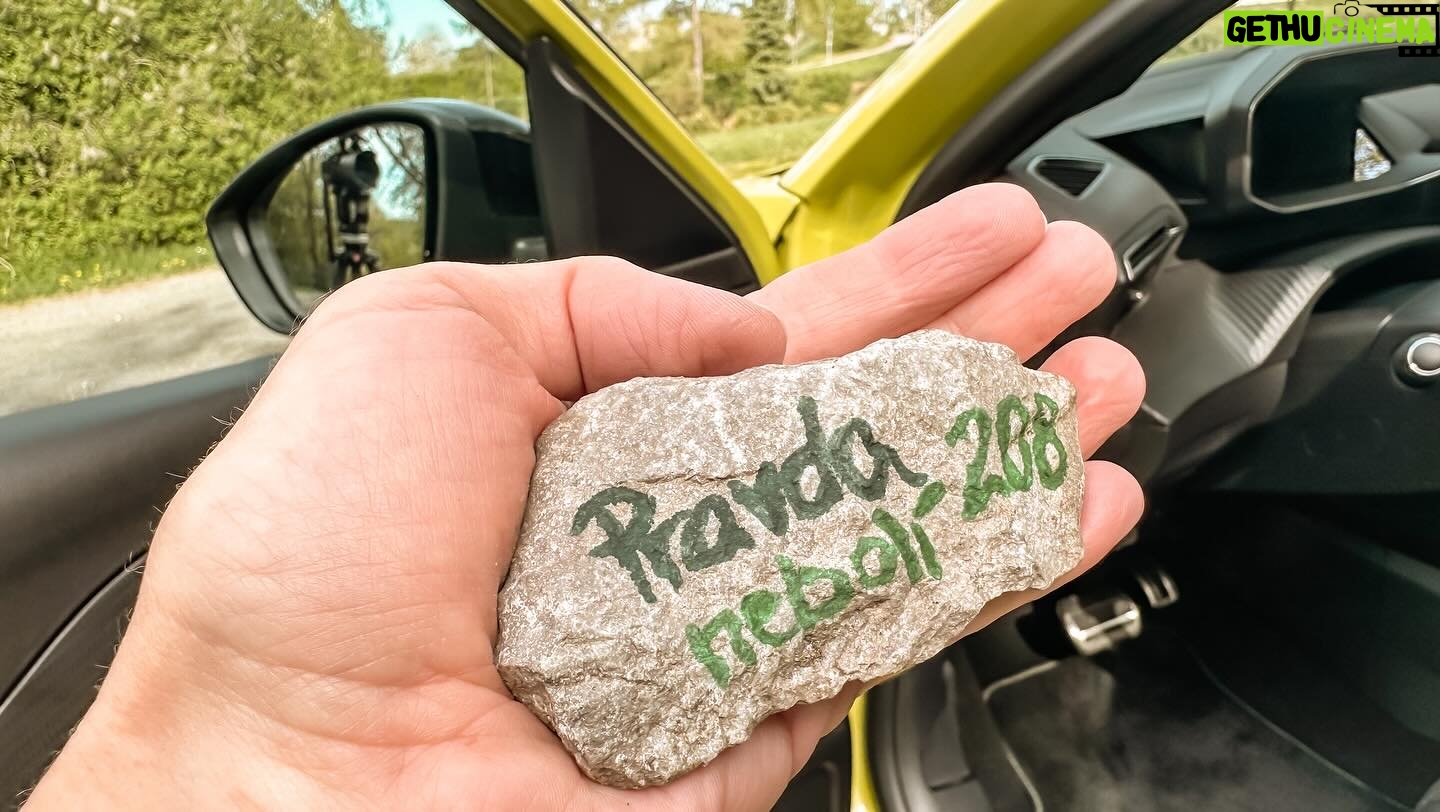 GETHU CINEMA
Pravda 208
nebolí